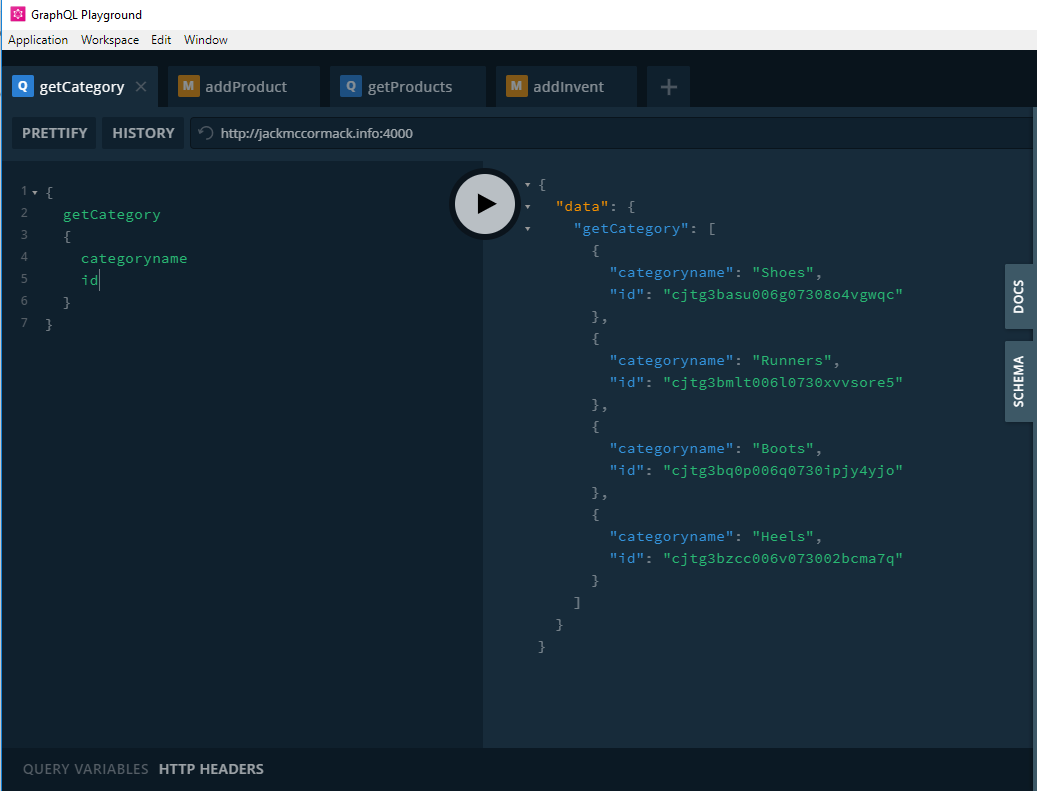 GraphQL Playground
Application Workspace Edit Window
Q getCategory M addProduct Q getProducts M addInvent
PRETTIFY HISTORY http://jackmccormack.info:4000
1 {
2 getCategory
3 {
4 categoryname
5 id
6 }
7 }
{
"data": {
"getCategory": [
{
"categoryname": "Shoes",
"id": "cjtg3basu006g07308o4vgwqc"
},
{
"categoryname": "Runners",
"id": "cjtg3bmlt006l0730xvvsore5"
},
{
"categoryname": "Boots",
"id": "cjtg3bq0p006q0730ipjy4yjo"
},
{
"categoryname": "Heels",
"id": "cjtg3bzcc006v073002bcma7q"
}
]
}
}
DOCS
SCHEMA
QUERY VARIABLES HTTP HEADERS